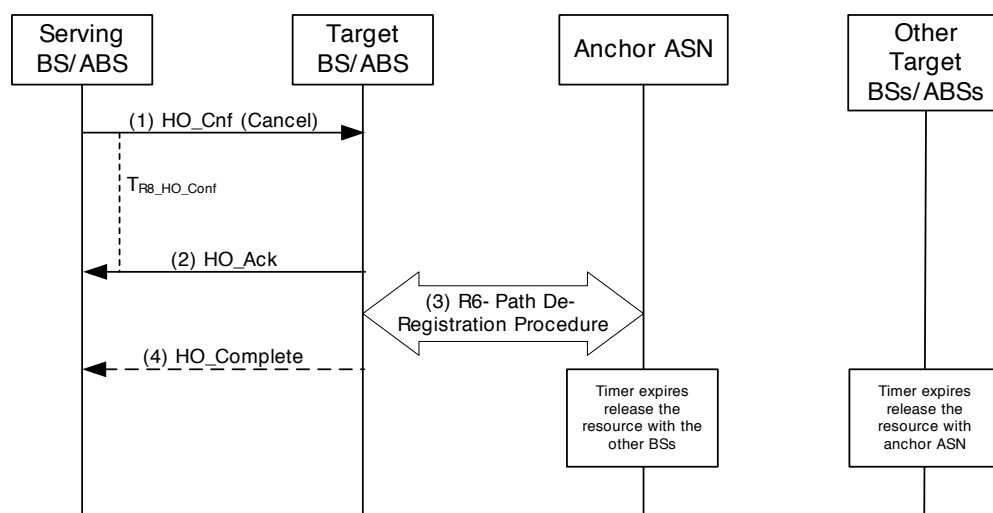 Serving
BS/ABS
Target
BS/ABS
Anchor ASN
Other
Target
BSs/ABSs
(1) HO_Cnf (Cancel)
TR8_HO_Conf
(2) HO_Ack
(3) R6- Path De-
Registration Procedure
(4) HO_Complete
Timer expires
release the
resource with the
other BSs
Timer expires
release the
resource with
anchor ASN